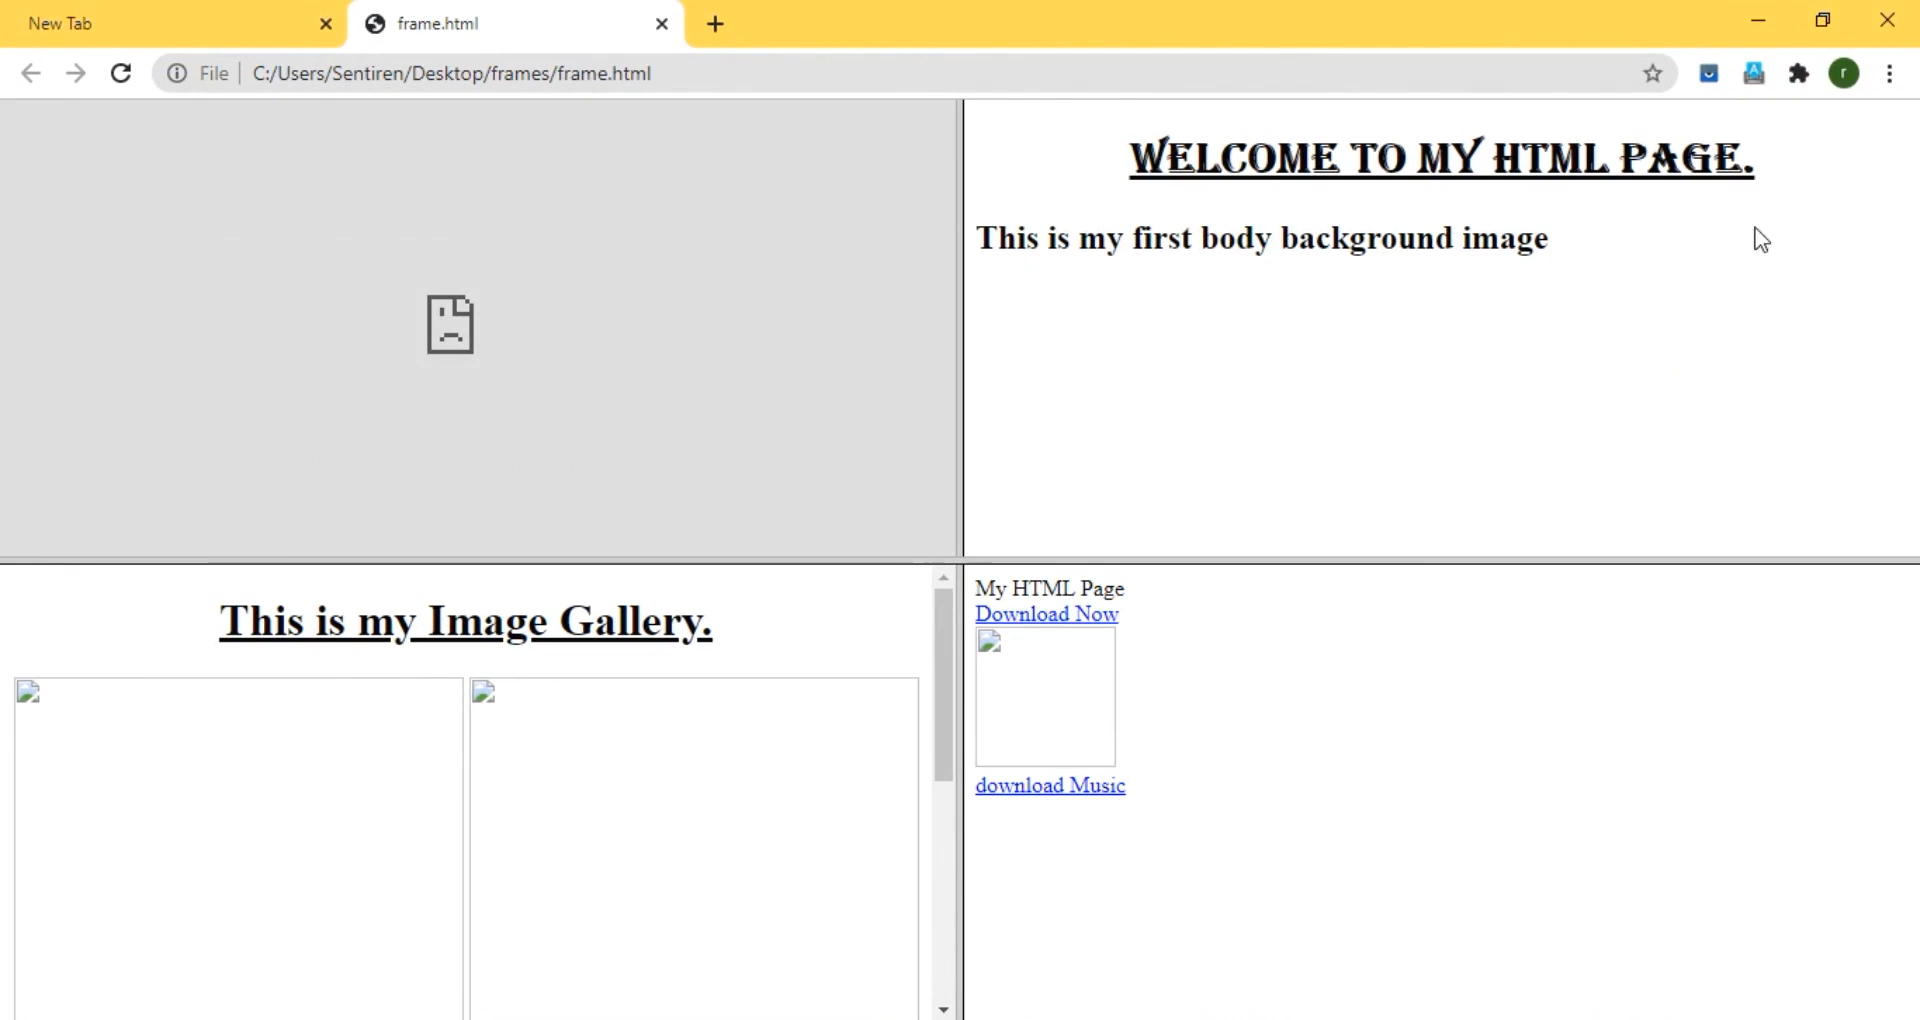 New Tab
frame.html
File
C:/Users/Sentiren/Desktop/frames/frame.html
r
WELCOME TO MY HTML PAGE.
This is my first body background image
This is my Image Gallery.
My HTML Page
Download Now
download Music